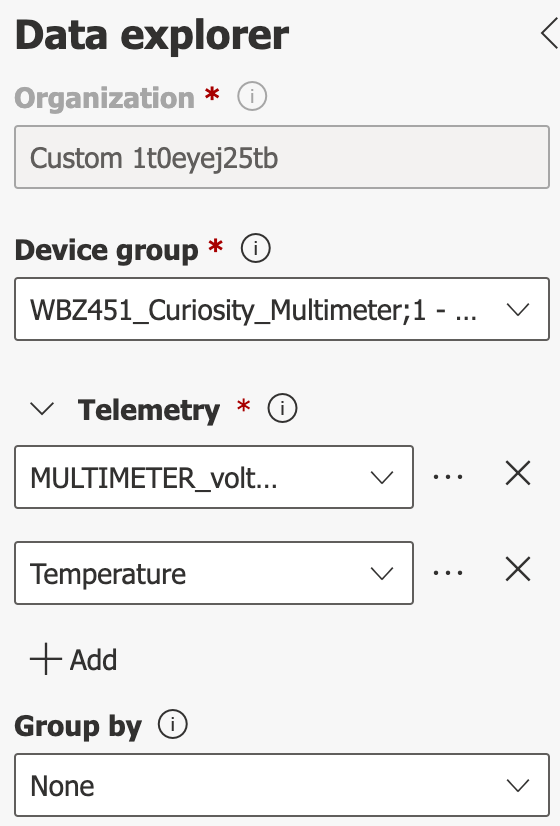 Data explorer
Organization * i
Custom 1t0eyej25tb
Device group * i
WBZ451_Curiosity_Multimeter;1 - ...
Telemetry * i
MULTIMETER_volt... ...
Temperature ...
+ Add
Group by i
None